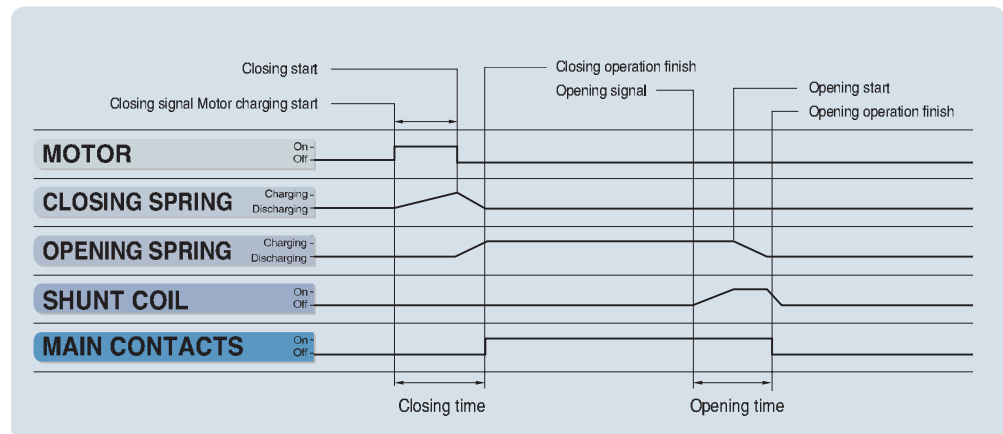 Closing start
Closing operation finish
Closing signal Motor charging start
Opening signal
Opening start
Opening operation finish
MOTOR
On
Off
CLOSING SPRING
Charging
Discharging
OPENING SPRING
Charging
Discharging
SHUNT COIL
On
Off
MAIN CONTACTS
On
Off
Closing time
Opening time